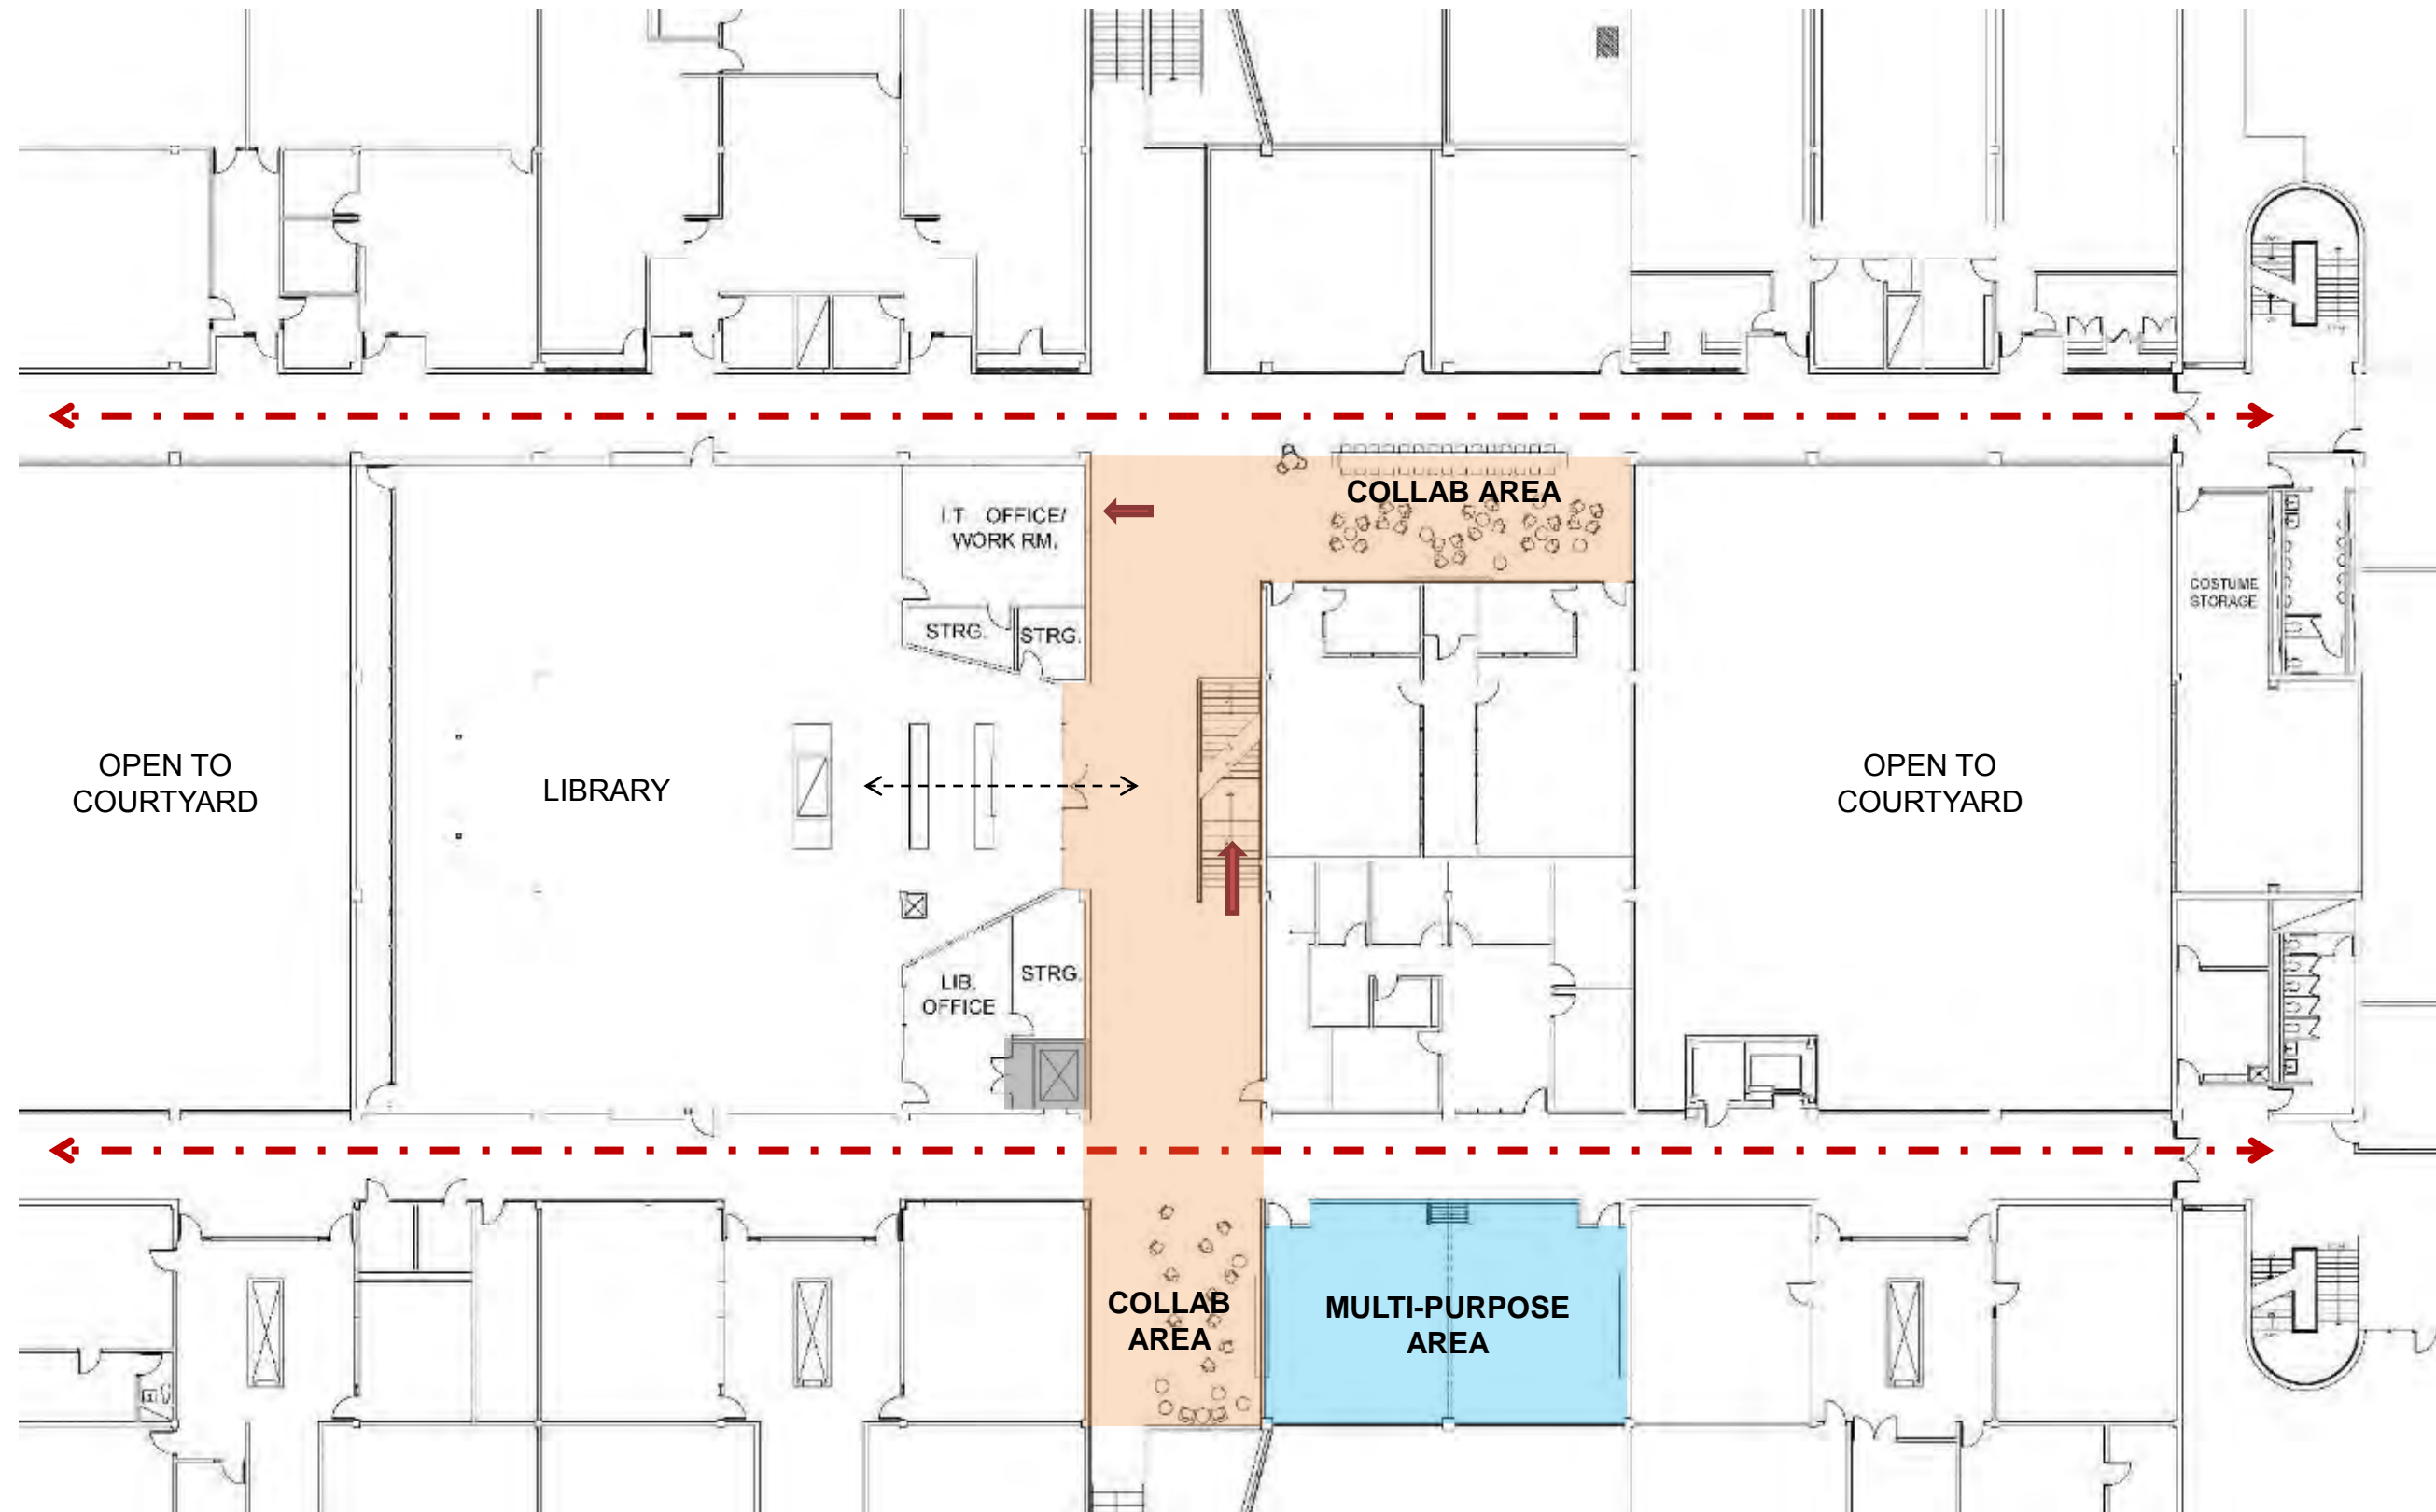 COLLAB AREA
I.T. OFFICE/
WORK RM.
STRG.
STRG.
COSTUME
STORAGE
OPEN TO
COURTYARD
LIBRARY
OPEN TO
COURTYARD
LIB.
OFFICE
STRG.
COLLAB
AREA
MULTI-PURPOSE
AREA